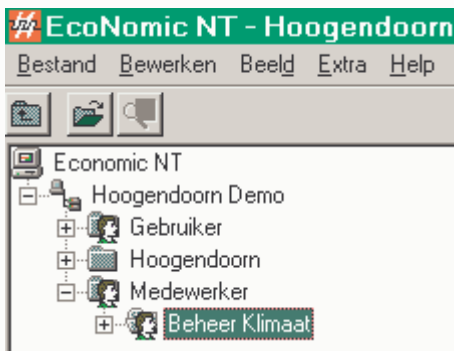 EcoNomic NT - Hoogendoorn
Bestand Bewerken Beeld Extra Help
Economic NT
Hoogendoorn Demo
Gebruiker
Hoogendoorn
Medewerker
Beheer Klimaat